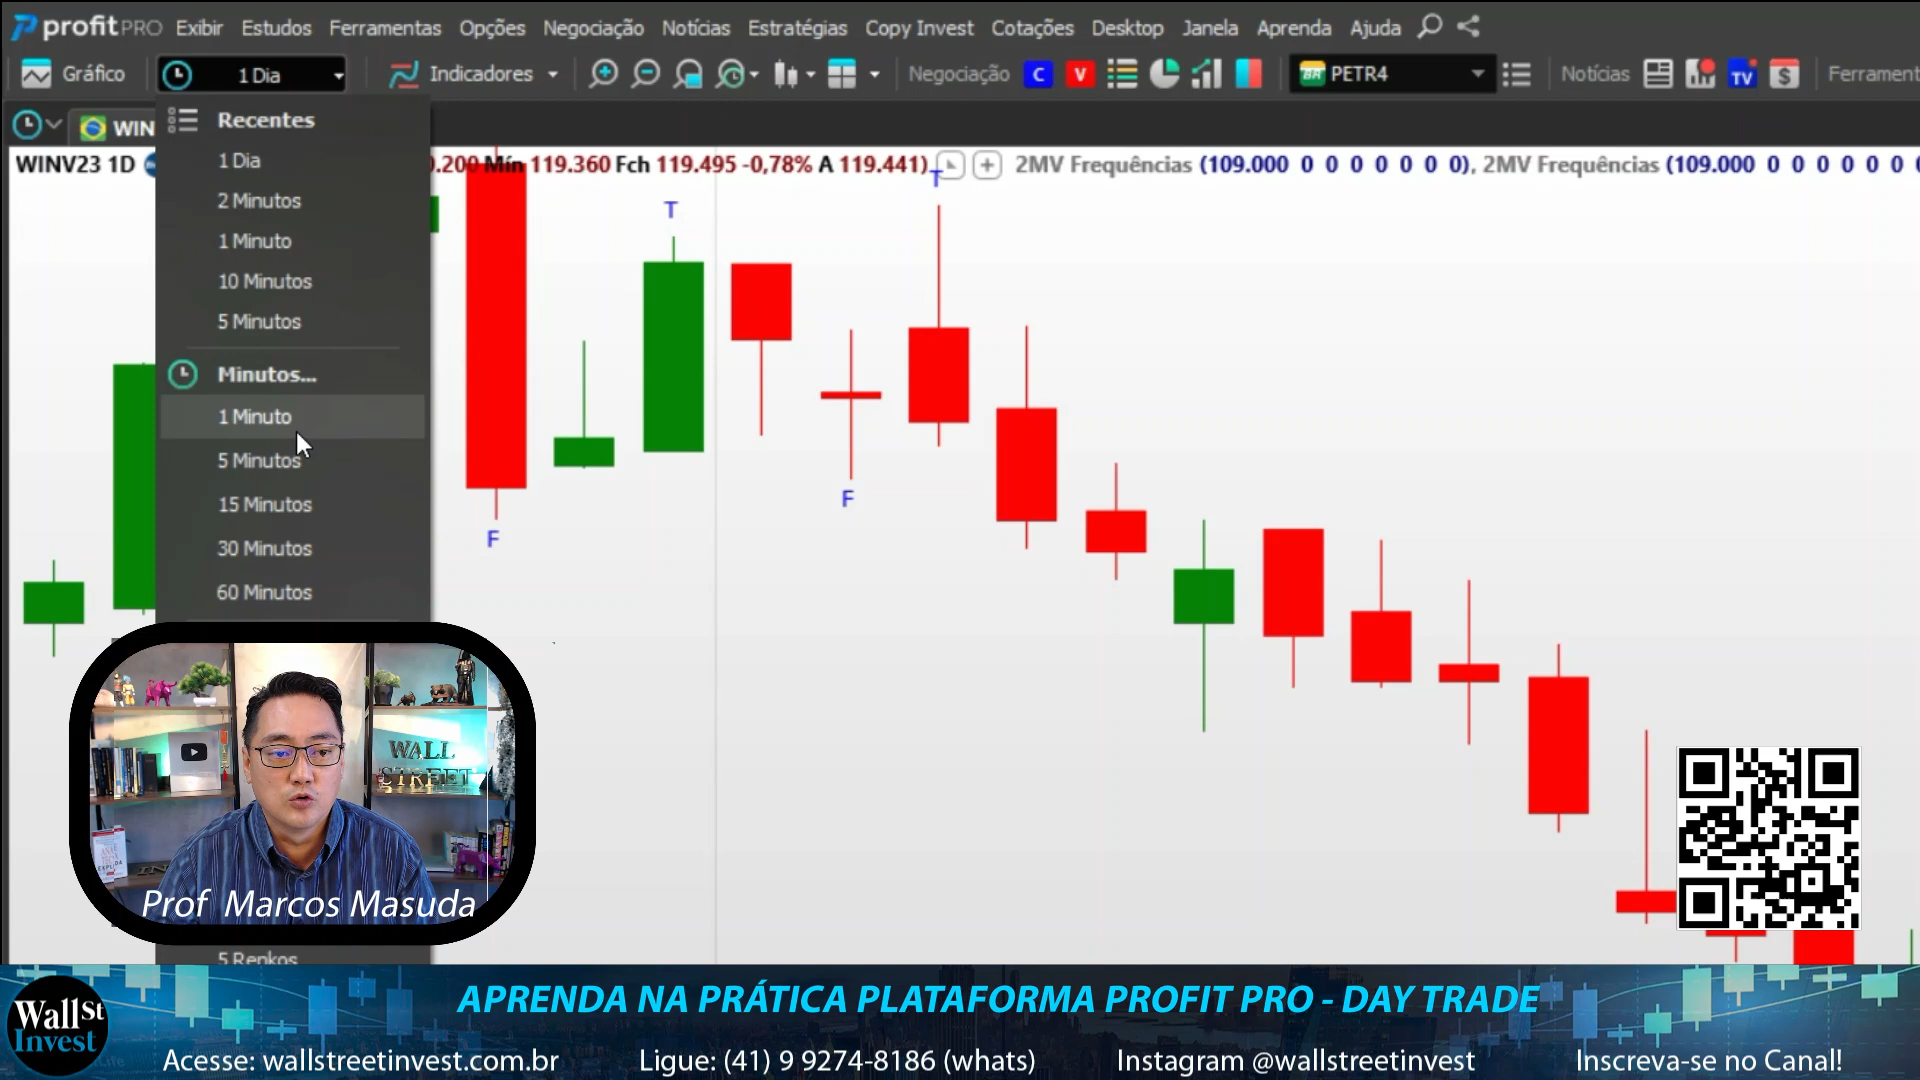 profitPRO Exibir Estudos Ferramentas Opções Negociação Notícias Estratégias Copy Invest Cotações Desktop Janela Aprenda Ajuda
Gráfico 1 Dia Indicadores Negociação C V PETR4 Notícias TV $ Ferrament
WIN
Recentes
WINV23 1D 0.200 Mín 119.360 Fch 119.495 -0,78% A 119.441) 2MV Frequências (109.000 0 0 0 0 0 0), 2MV Frequências (109.000 0 0 0 0 0
1 Dia
2 Minutos
1 Minuto
10 Minutos
5 Minutos
Minutos...
1 Minuto
5 Minutos
15 Minutos
30 Minutos
60 Minutos
T
T
F
F
WALL
STREET
Prof Marcos Masuda
5 Renkos
APRENDA NA PRÁTICA PLATAFORMA PROFIT PRO - DAY TRADE
Wall St
Invest
Acesse: wallstreetinvest.com.br Ligue: (41) 9 9274-8186 (whats) Instagram @wallstreetinvest Inscreva-se no Canal!